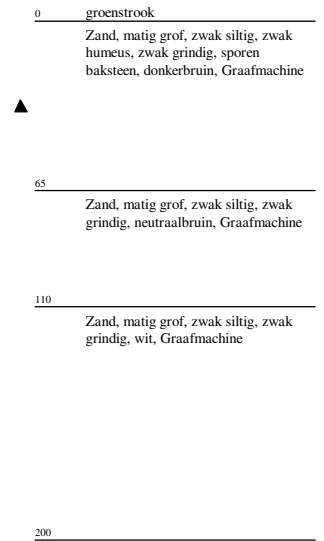 0 groenstrook
Zand, matig grof, zwak siltig, zwak
humeus, zwak grindig, sporen
baksteen, donkerbruin, Graafmachine
65
Zand, matig grof, zwak siltig, zwak
grindig, neutraalbruin, Graafmachine
110
Zand, matig grof, zwak siltig, zwak
grindig, wit, Graafmachine
200